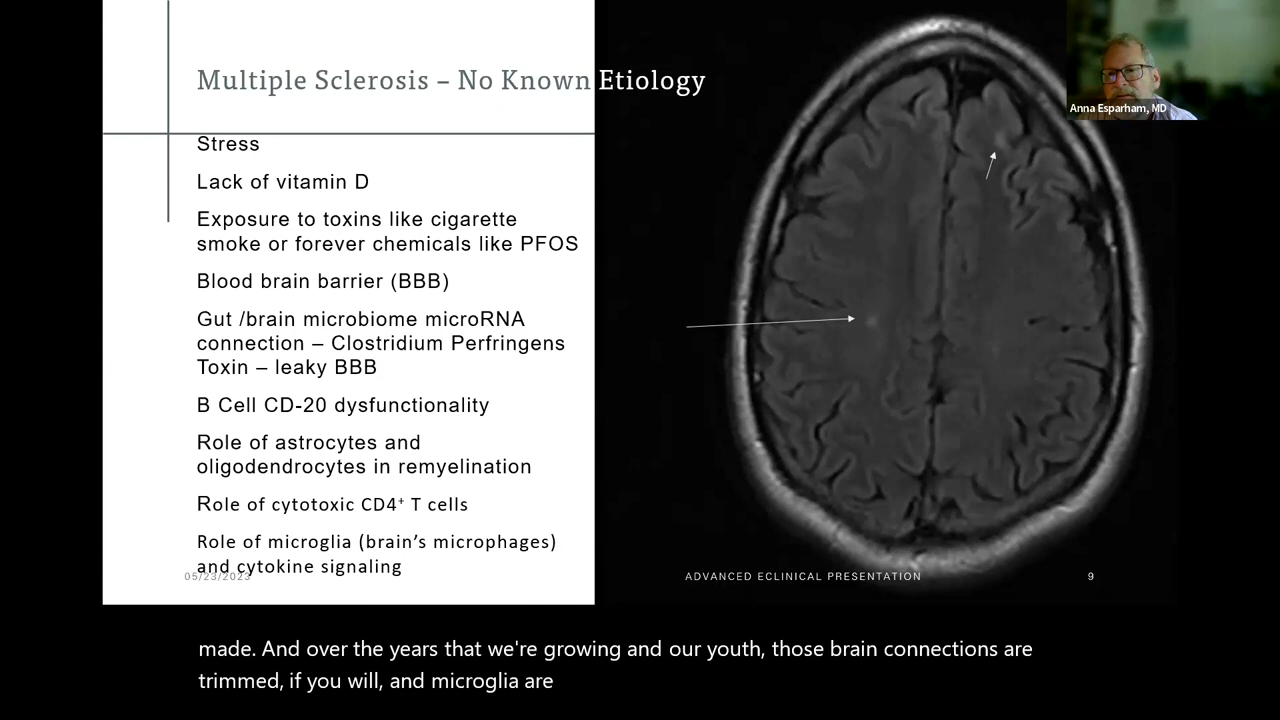 Multiple Sclerosis – No Known Etiology
Stress
Lack of vitamin D
Exposure to toxins like cigarette
smoke or forever chemicals like PFOS
Blood brain barrier (BBB)
Gut /brain microbiome microRNA
connection – Clostridium Perfringens
Toxin – leaky BBB
B Cell CD-20 dysfunctionality
Role of astrocytes and
oligodendrocytes in remyelination
Role of cytotoxic CD4⁺ T cells
Role of microglia (brain’s microphages)
and cytokine signaling
05/23/2023
ADVANCED ECLINICAL PRESENTATION
9
Anna Esparham, MD
made. And over the years that we're growing and our youth, those brain connections are
trimmed, if you will, and microglia are